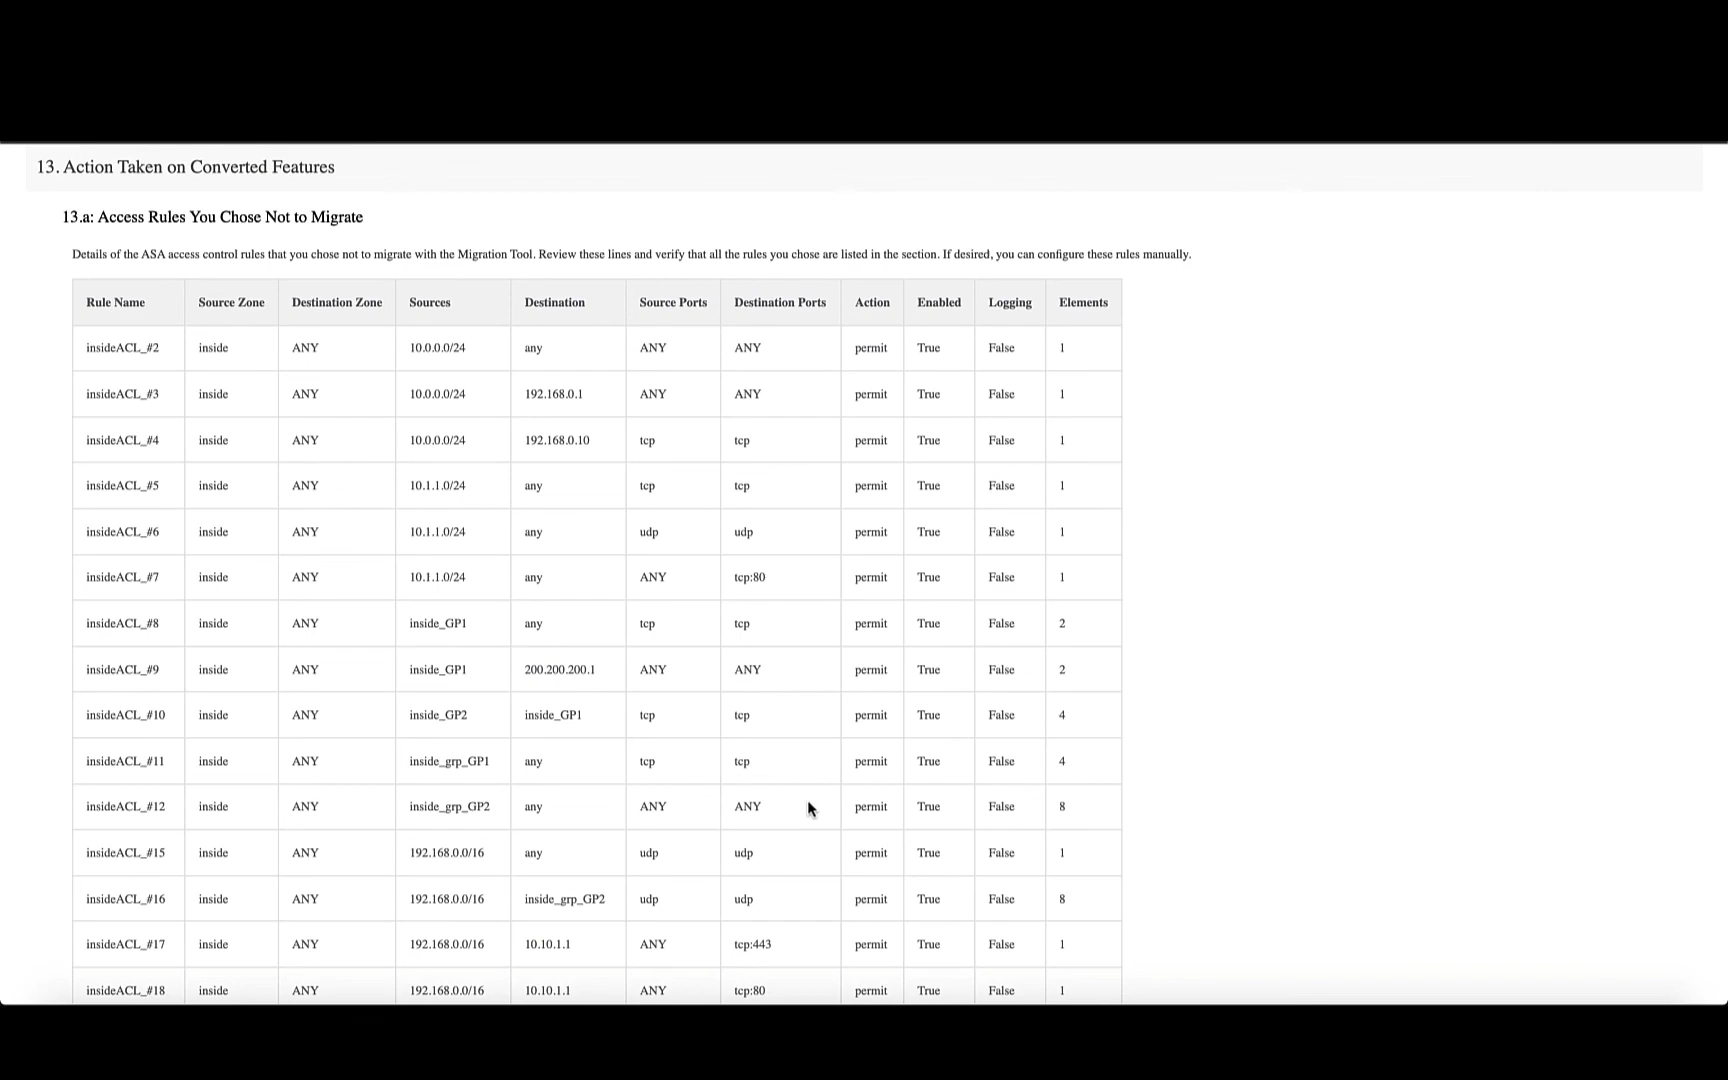 13. Action Taken on Converted Features
13.a: Access Rules You Chose Not to Migrate
Details of the ASA access control rules that you chose not to migrate with the Migration Tool. Review these lines and verify that all the rules you chose are listed in the section. If desired, you can configure these rules manually.
Rule Name Source Zone Destination Zone Sources Destination Source Ports Destination Ports Action Enabled Logging Elements
insideACL_#2 inside ANY 10.0.0.0/24 any ANY ANY permit True False 1
insideACL_#3 inside ANY 10.0.0.0/24 192.168.0.1 ANY ANY permit True False 1
insideACL_#4 inside ANY 10.0.0.0/24 192.168.0.10 tcp tcp permit True False 1
insideACL_#5 inside ANY 10.1.1.0/24 any tcp tcp permit True False 1
insideACL_#6 inside ANY 10.1.1.0/24 any udp udp permit True False 1
insideACL_#7 inside ANY 10.1.1.0/24 any ANY tcp:80 permit True False 1
insideACL_#8 inside ANY inside_GP1 any tcp tcp permit True False 2
insideACL_#9 inside ANY inside_GP1 200.200.200.1 ANY ANY permit True False 2
insideACL_#10 inside ANY inside_GP2 inside_GP1 tcp tcp permit True False 4
insideACL_#11 inside ANY inside_grp_GP1 any tcp tcp permit True False 4
insideACL_#12 inside ANY inside_grp_GP2 any ANY ANY permit True False 8
insideACL_#15 inside ANY 192.168.0.0/16 any udp udp permit True False 1
insideACL_#16 inside ANY 192.168.0.0/16 inside_grp_GP2 udp udp permit True False 8
insideACL_#17 inside ANY 192.168.0.0/16 10.10.1.1 ANY tcp:443 permit True False 1
insideACL_#18 inside ANY 192.168.0.0/16 10.10.1.1 ANY tcp:80 permit True False 1